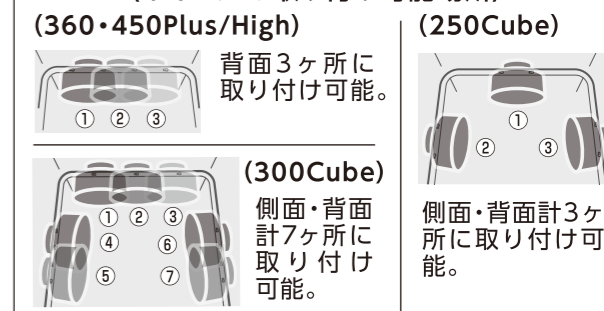 (360・450Plus/High)
背面3ヶ所に
取り付け可能。
① ② ③
(300Cube)
側面・背面
計7ヶ所に
取り付け
可能。
① ② ③
④ ⑥
⑤ ⑦
(250Cube)
①
② ③
側面・背面計3ヶ
所に取り付け可
能。